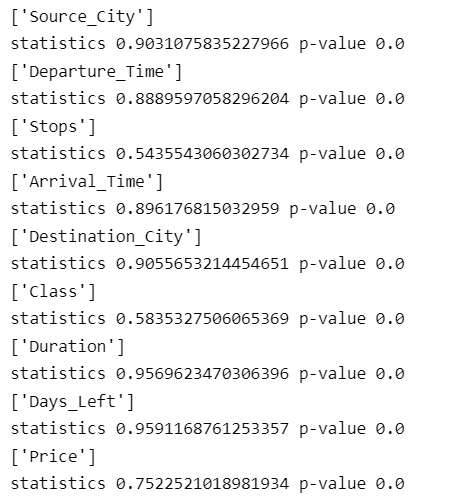 ['Source_City']
statistics 0.9031075835227966 p-value 0.0
['Departure_Time']
statistics 0.8889597058296204 p-value 0.0
['Stops']
statistics 0.5435543060302734 p-value 0.0
['Arrival_Time']
statistics 0.896176815032959 p-value 0.0
['Destination_City']
statistics 0.9055653214454651 p-value 0.0
['Class']
statistics 0.5835327506065369 p-value 0.0
['Duration']
statistics 0.9569623470306396 p-value 0.0
['Days_Left']
statistics 0.9591168761253357 p-value 0.0
['Price']
statistics 0.7522521018981934 p-value 0.0